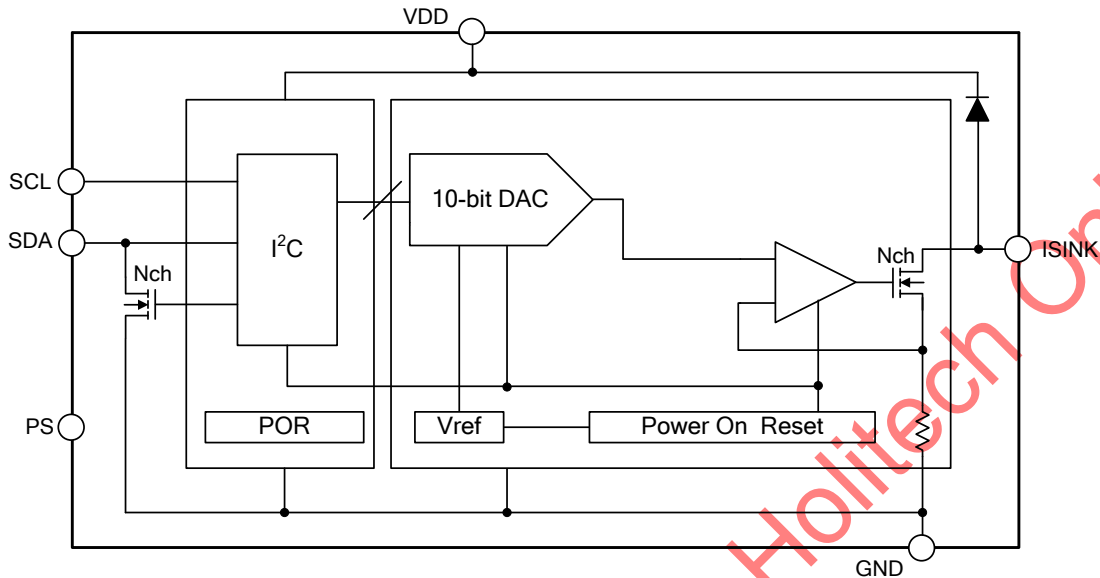 VDD
SCL
SDA
Nch
I²C
10-bit DAC
Nch
ISINK
PS
POR
Vref
Power On Reset
GND
Holitech